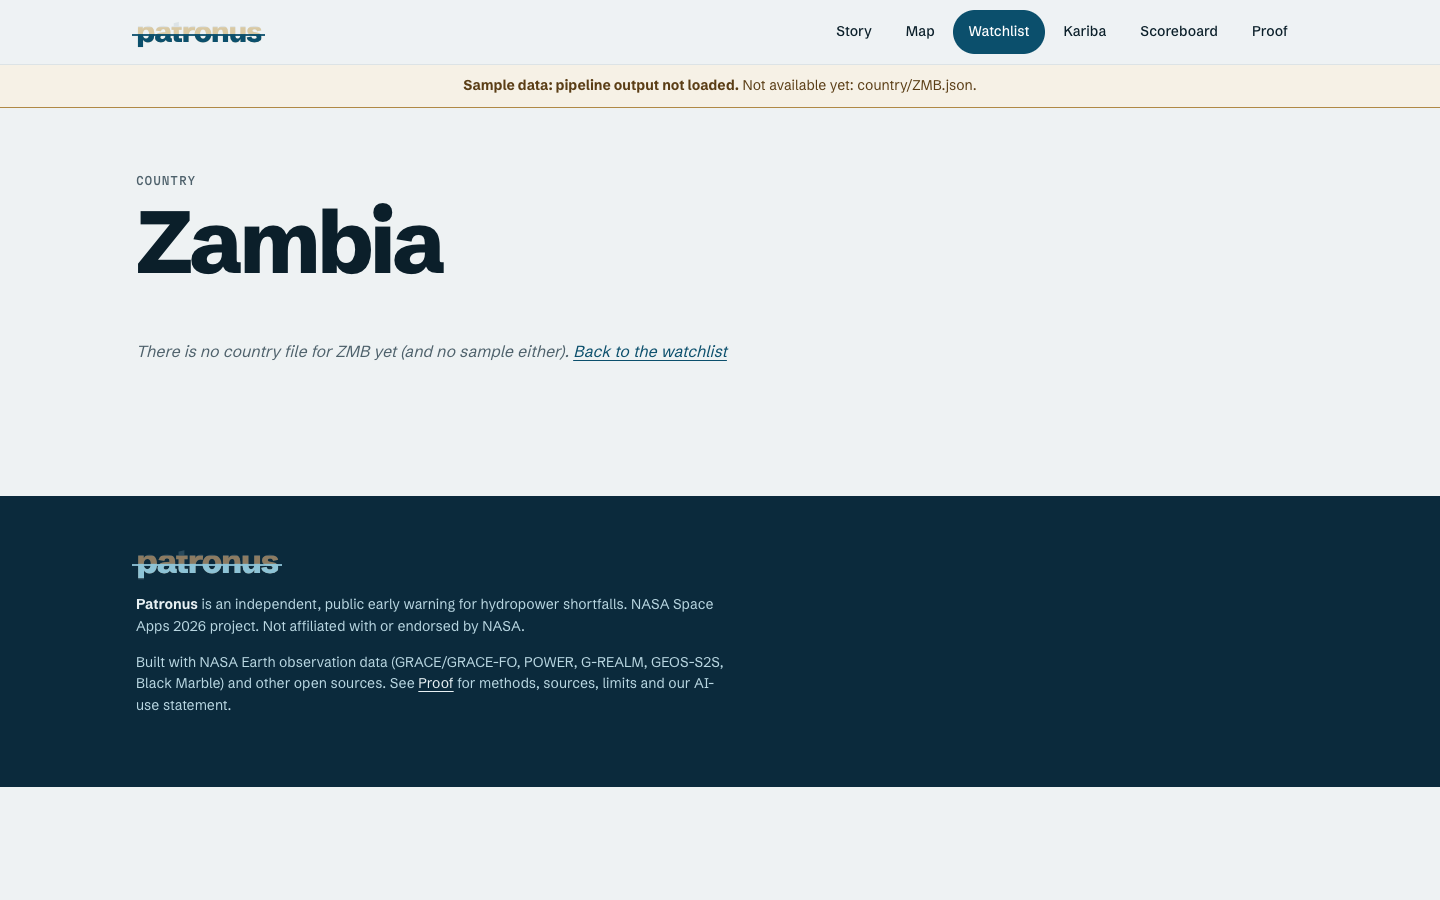 patronus
Story
Map
Watchlist
Kariba
Scoreboard
Proof
Sample data: pipeline output not loaded. Not available yet: country/ZMB.json.
COUNTRY
Zambia
There is no country file for ZMB yet (and no sample either). Back to the watchlist
patronus
Patronus is an independent, public early warning for hydropower shortfalls. NASA Space
Apps 2026 project. Not affiliated with or endorsed by NASA.
Built with NASA Earth observation data (GRACE/GRACE-FO, POWER, G-REALM, GEOS-S2S,
Black Marble) and other open sources. See Proof for methods, sources, limits and our AI-
use statement.